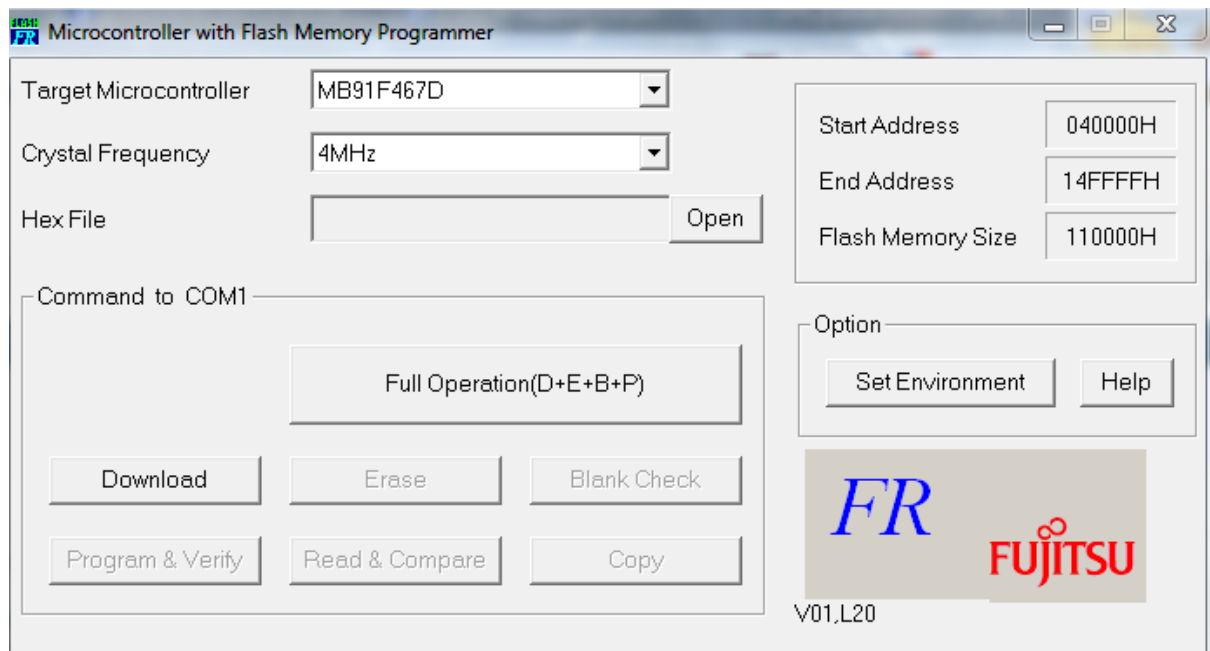 FLASH
FR
Microcontroller with Flash Memory Programmer
Target Microcontroller MB91F467D
Crystal Frequency 4MHz
Hex File Open
Start Address 040000H
End Address 14FFFFH
Flash Memory Size 110000H
Command to COM1
Full Operation(D+E+B+P)
Download Erase Blank Check
Program & Verify Read & Compare Copy
Option
Set Environment Help
FR
FUJITSU
V01,L20